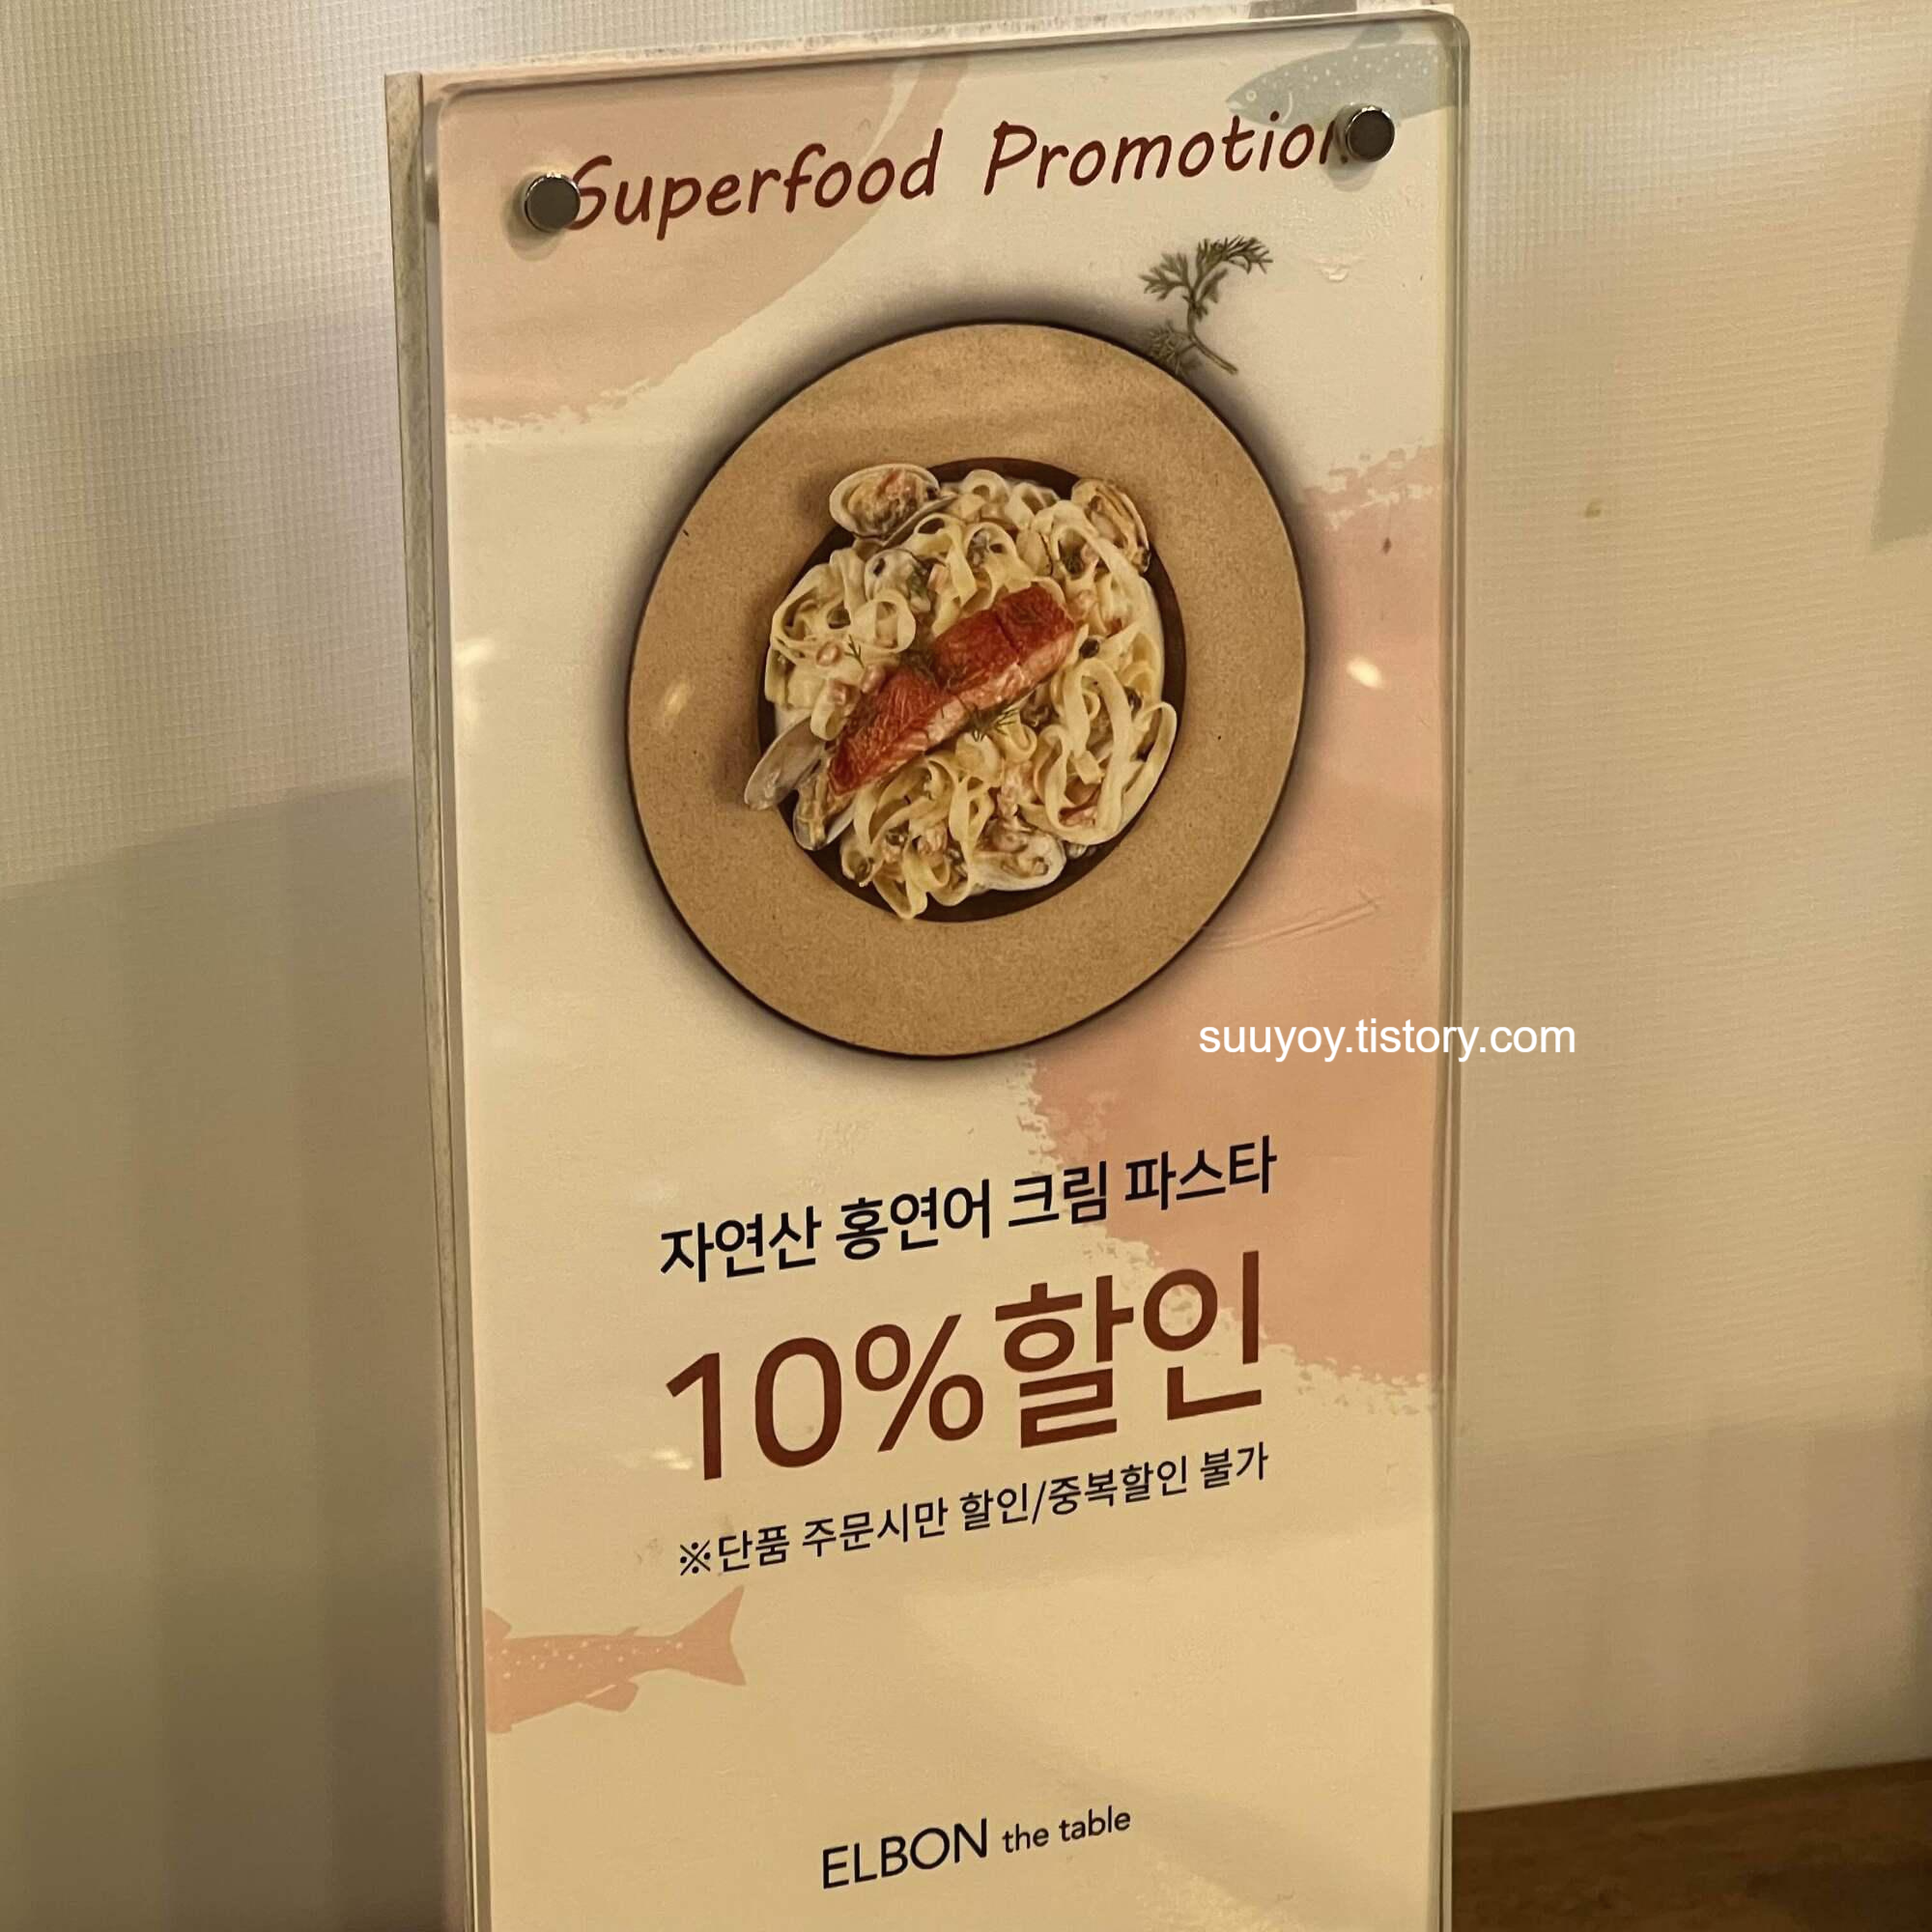 Superfood Promotion
suuyoy.tistory.com
자연산 홍연어 크림 파스타
10%할인
※단품 주문시만 할인/중복할인 불가
ELBON the table